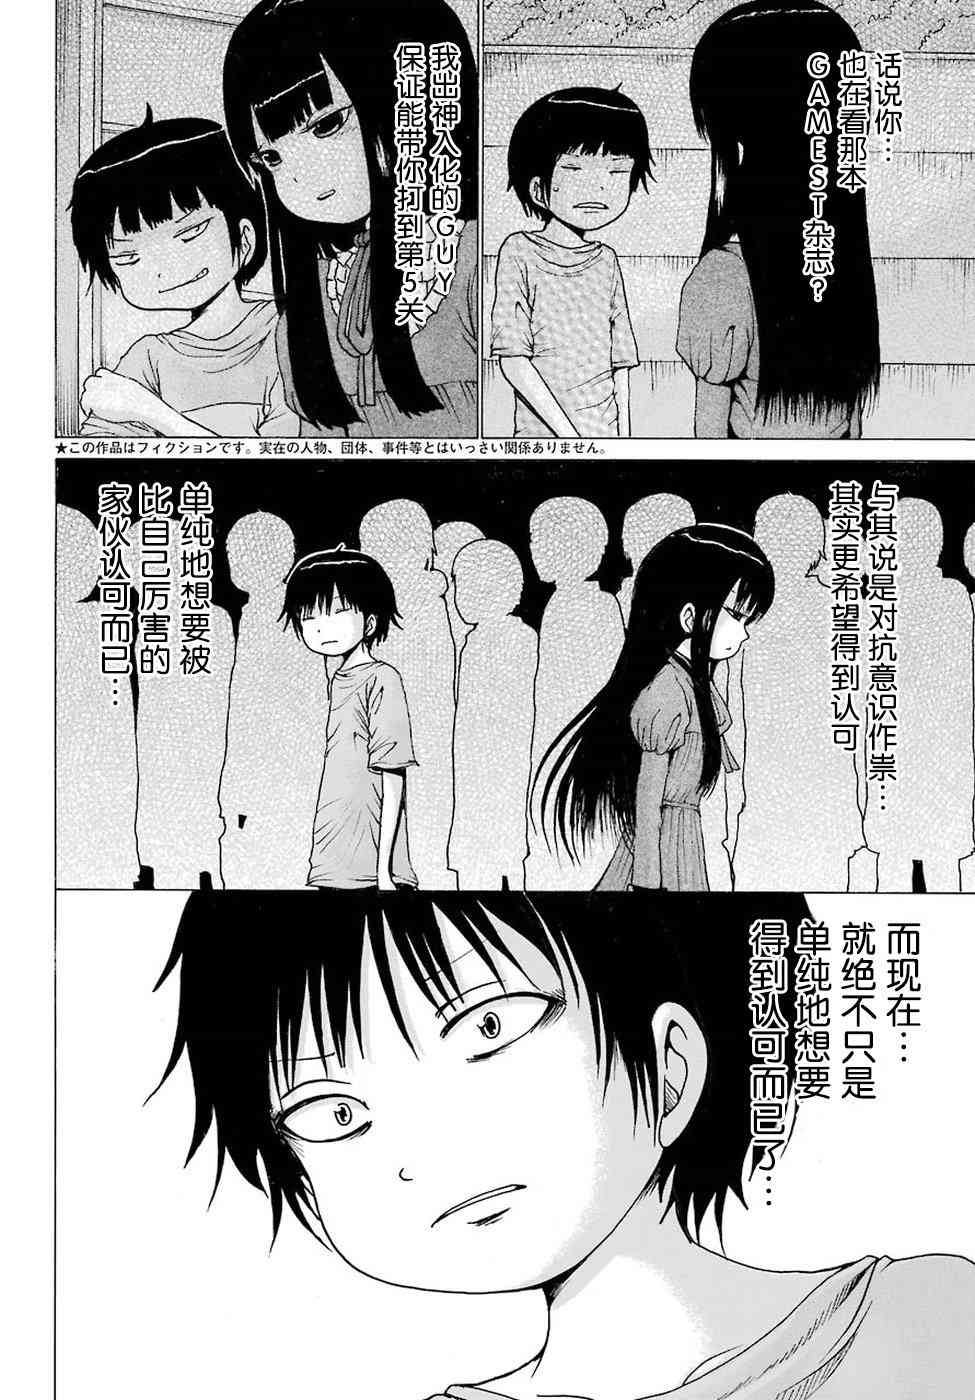 话说你…
也在看那本
GAMEST杂志？
我出神入化的GUY
保证能带你打到第5关
★この作品はフィクションです。実在の人物、団体、事件等とはいっさい関係ありません。
与其说是对抗意识作祟…
其实更希望得到认可
单纯地想要被
比自己厉害的
家伙认可而已…
而现在…
就绝不只是
单纯地想要
得到认可而已了…